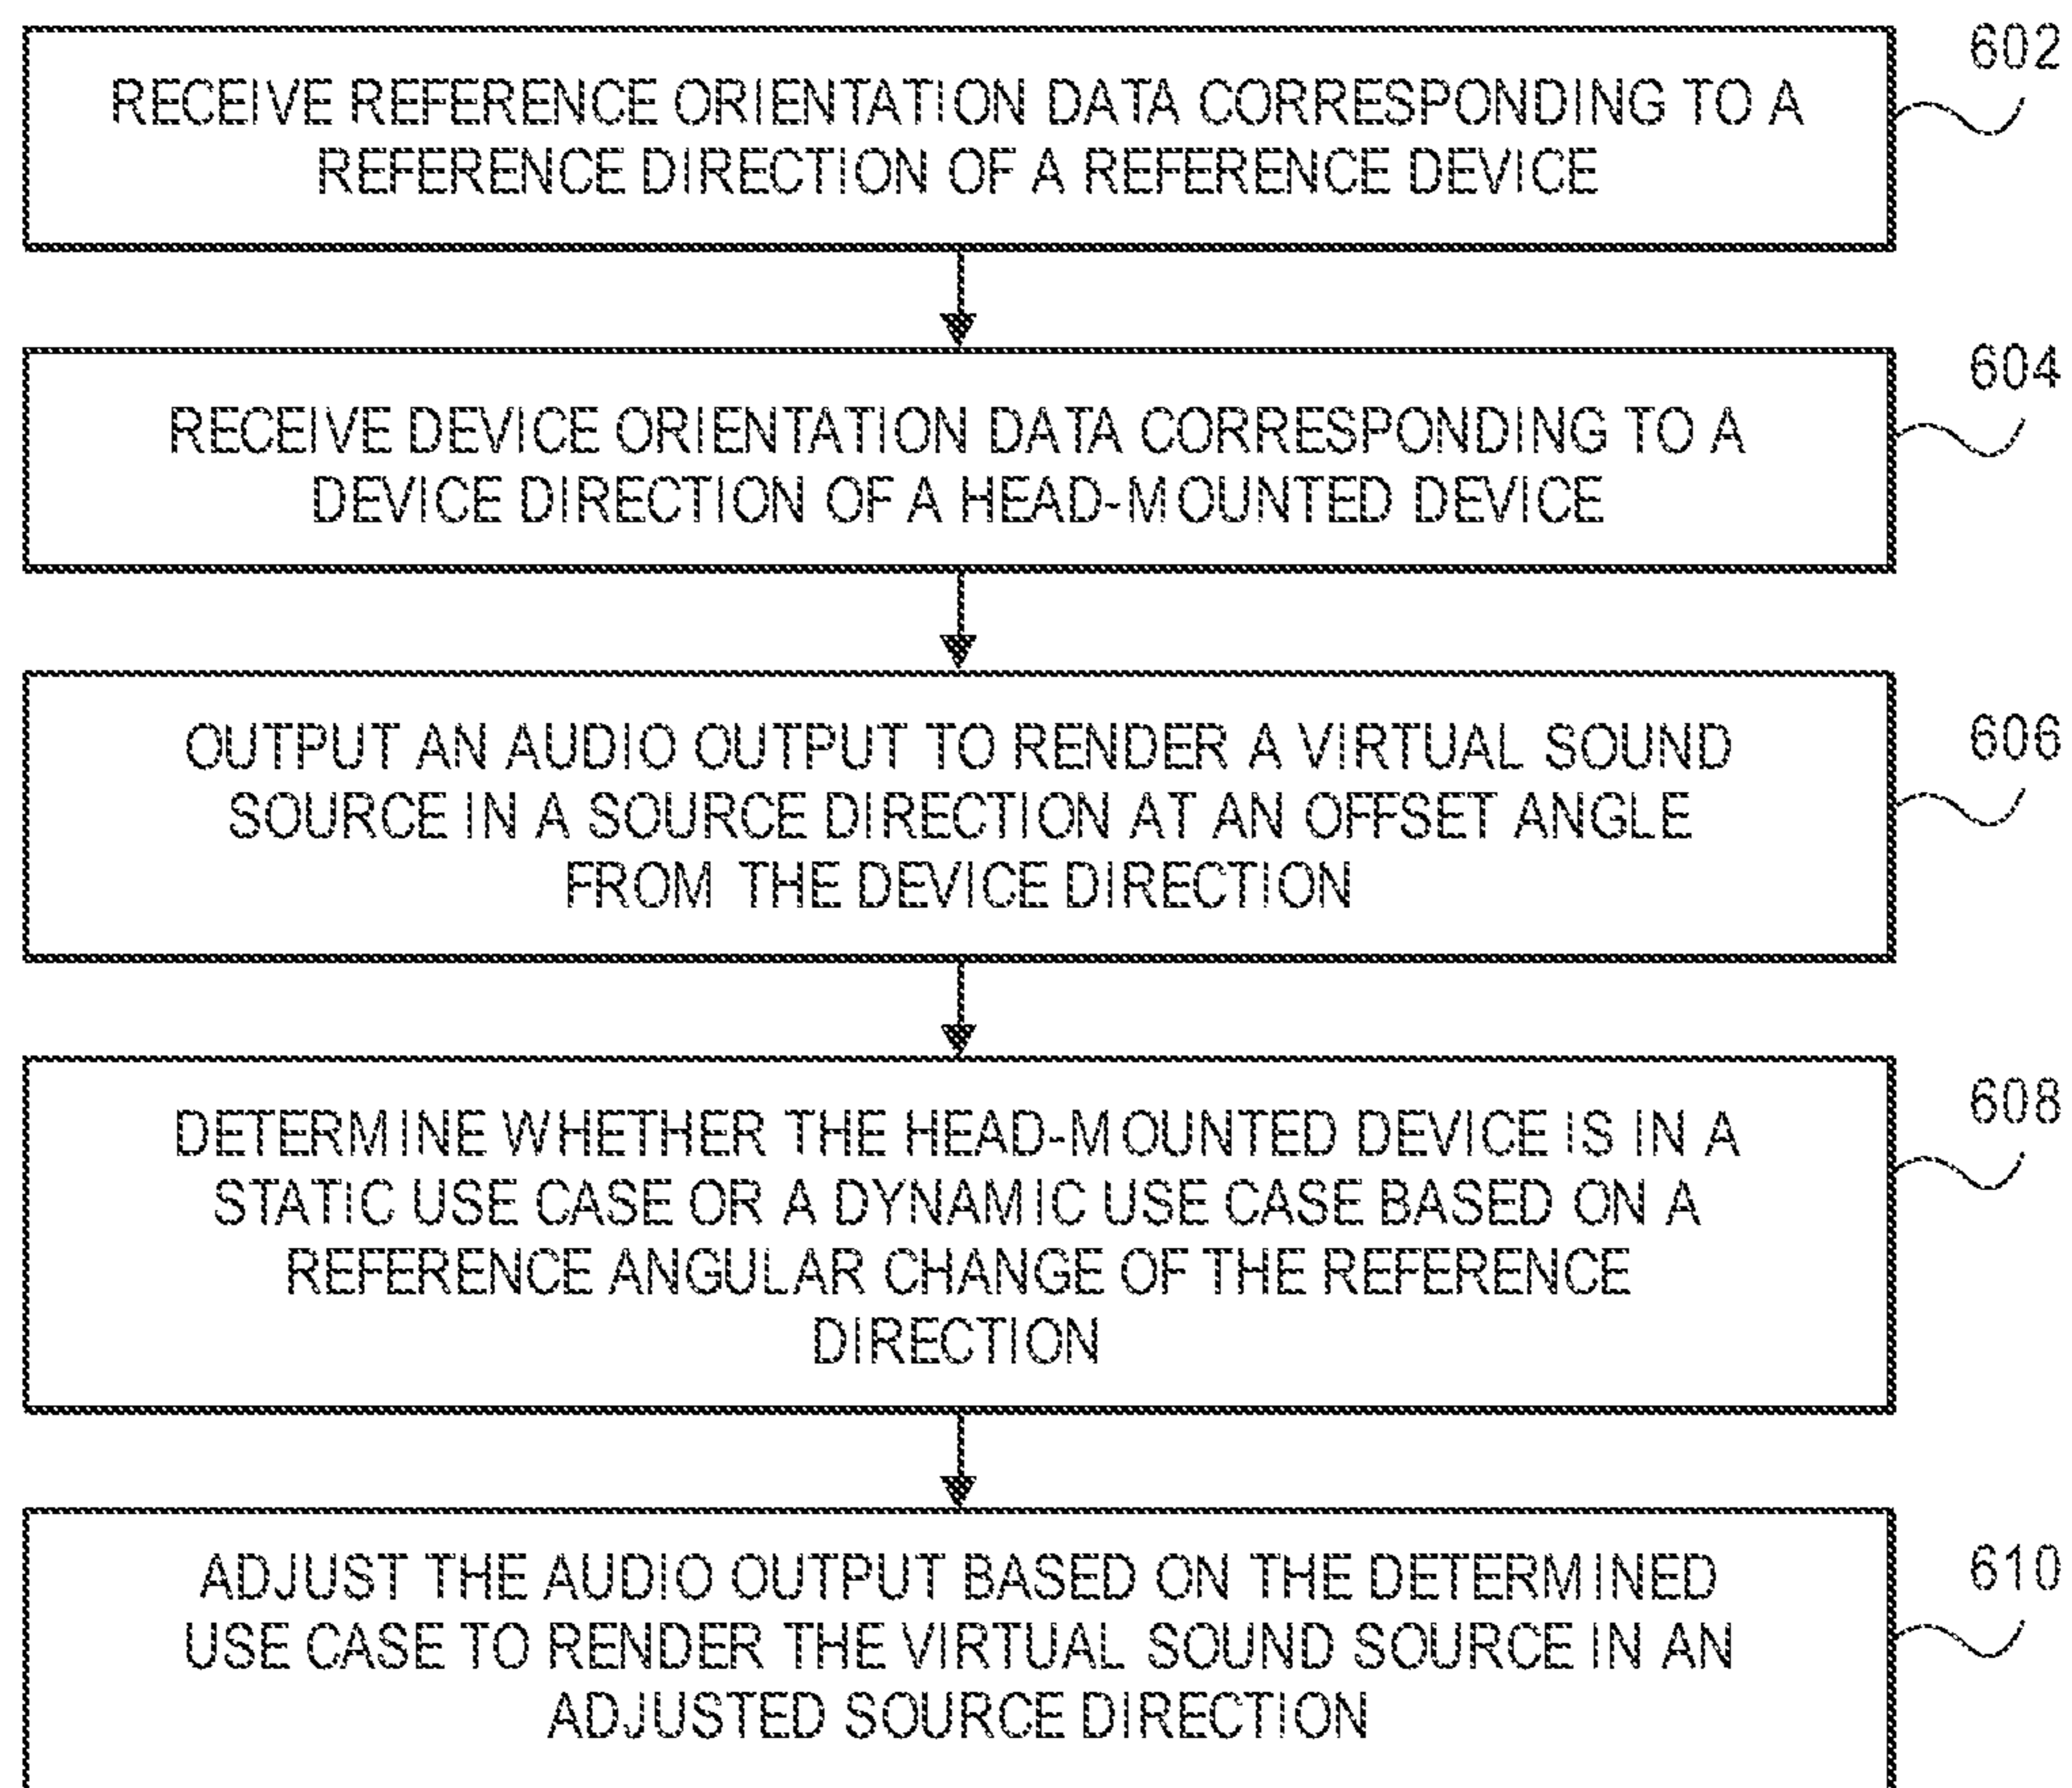 602
RECEIVE REFERENCE ORIENTATION DATA CORRESPONDING TO A
REFERENCE DIRECTION OF A REFERENCE DEVICE
604
RECEIVE DEVICE ORIENTATION DATA CORRESPONDING TO A
DEVICE DIRECTION OF A HEAD-MOUNTED DEVICE
606
OUTPUT AN AUDIO OUTPUT TO RENDER A VIRTUAL SOUND
SOURCE IN A SOURCE DIRECTION AT AN OFFSET ANGLE
FROM THE DEVICE DIRECTION
608
DETERMINE WHETHER THE HEAD-MOUNTED DEVICE IS IN A
STATIC USE CASE OR A DYNAMIC USE CASE BASED ON A
REFERENCE ANGULAR CHANGE OF THE REFERENCE
DIRECTION
610
ADJUST THE AUDIO OUTPUT BASED ON THE DETERMINED
USE CASE TO RENDER THE VIRTUAL SOUND SOURCE IN AN
ADJUSTED SOURCE DIRECTION